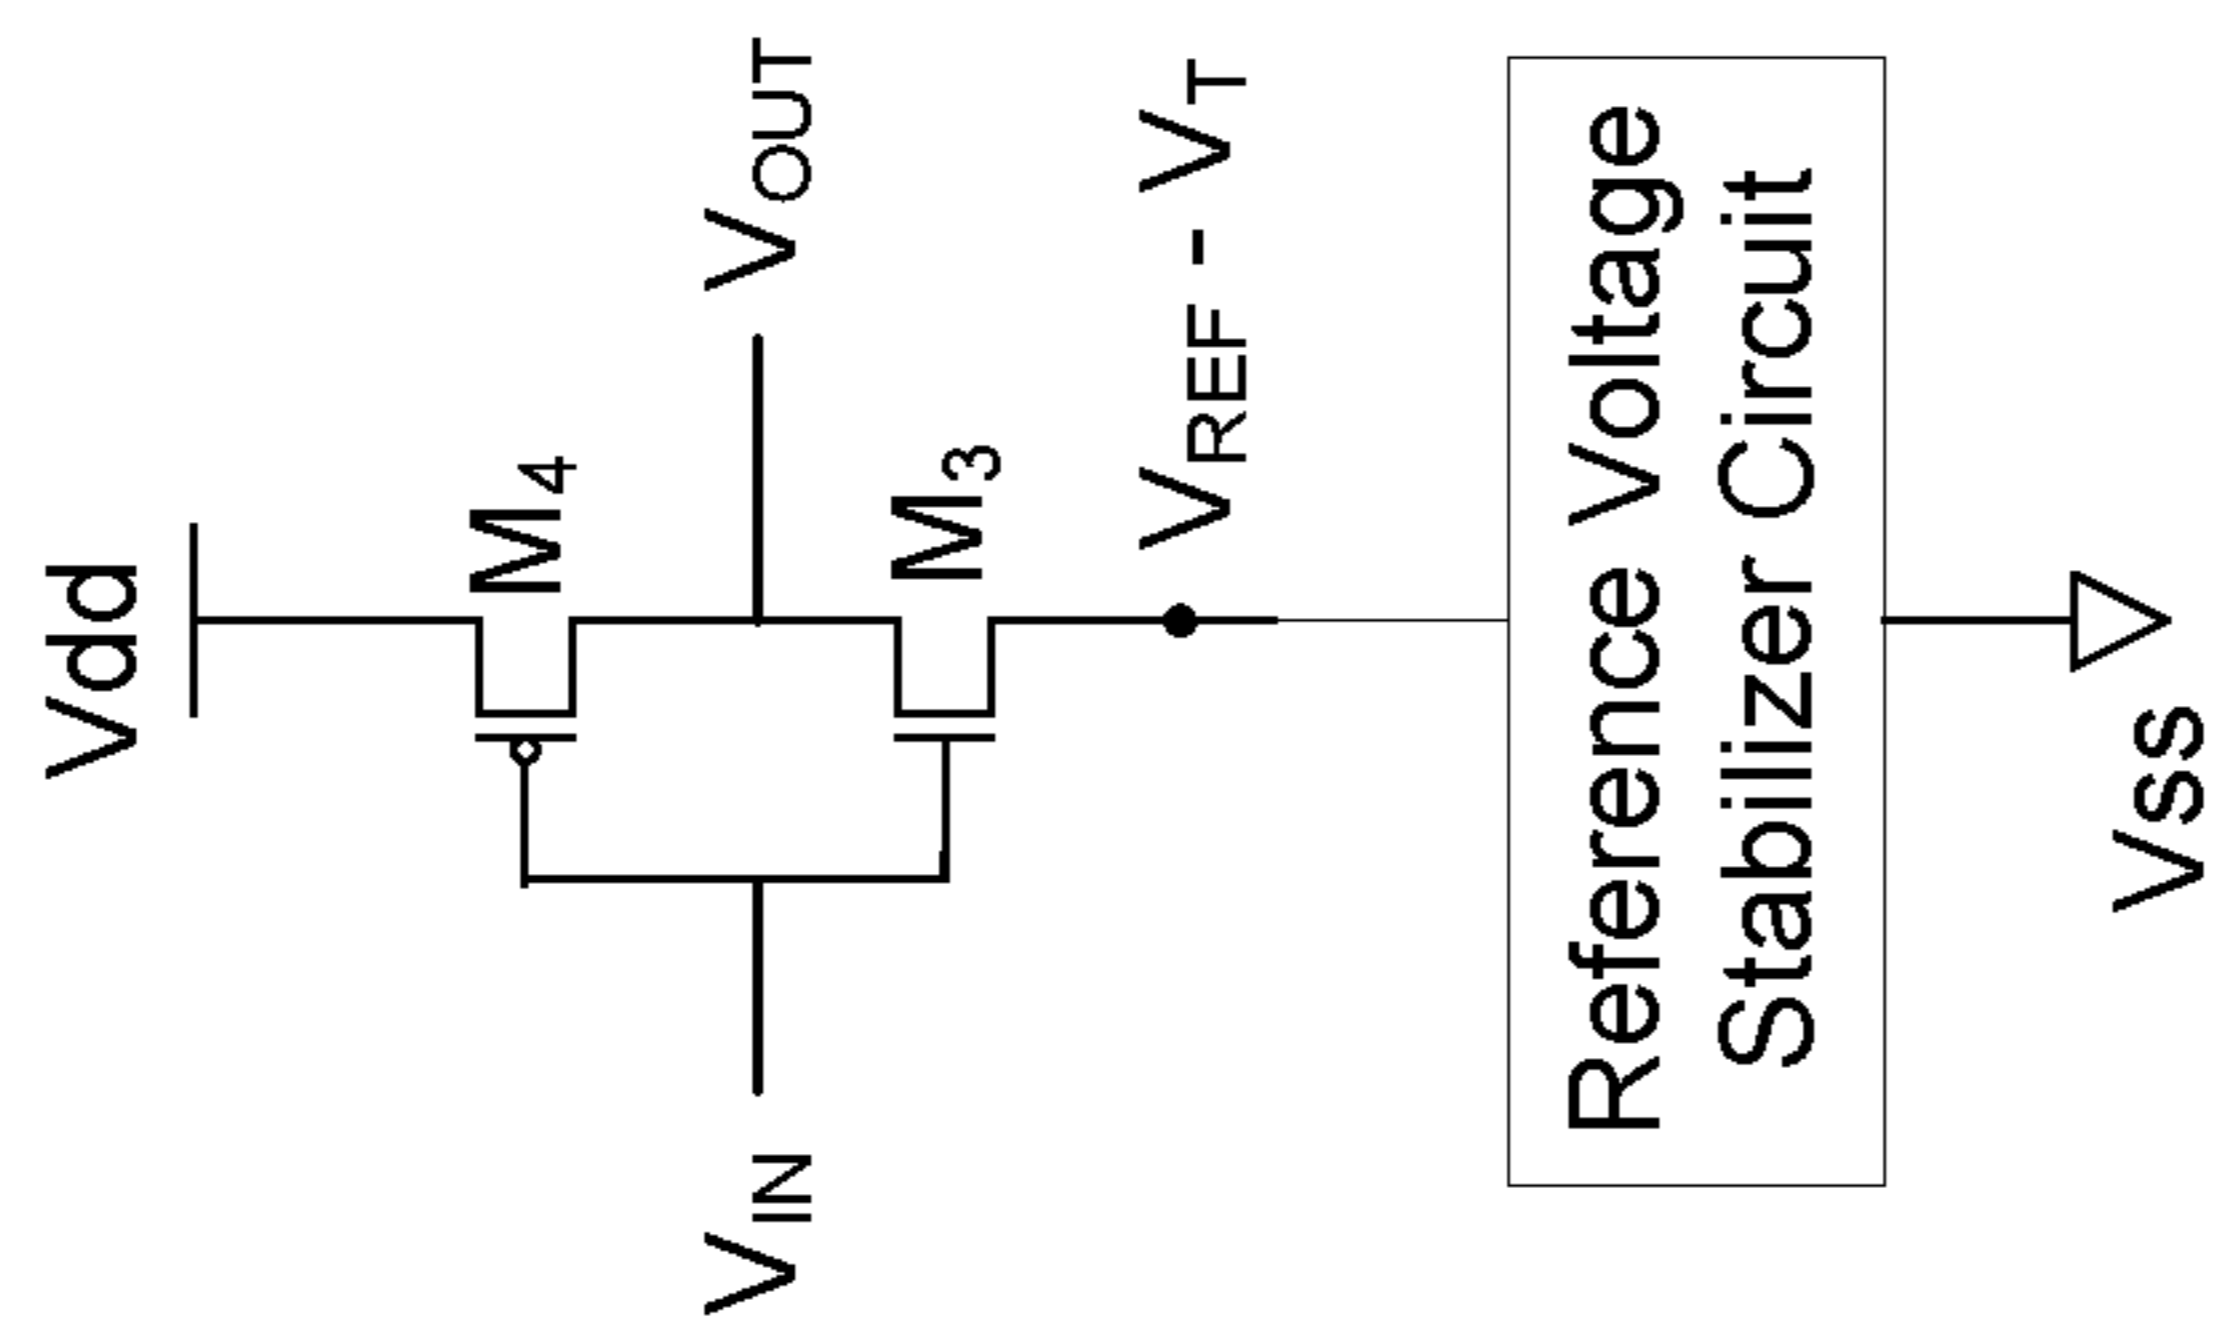 Vdd
M4
VIN
VOUT
M3
VREF - VT
Reference Voltage
Stabilizer Circuit
Vss